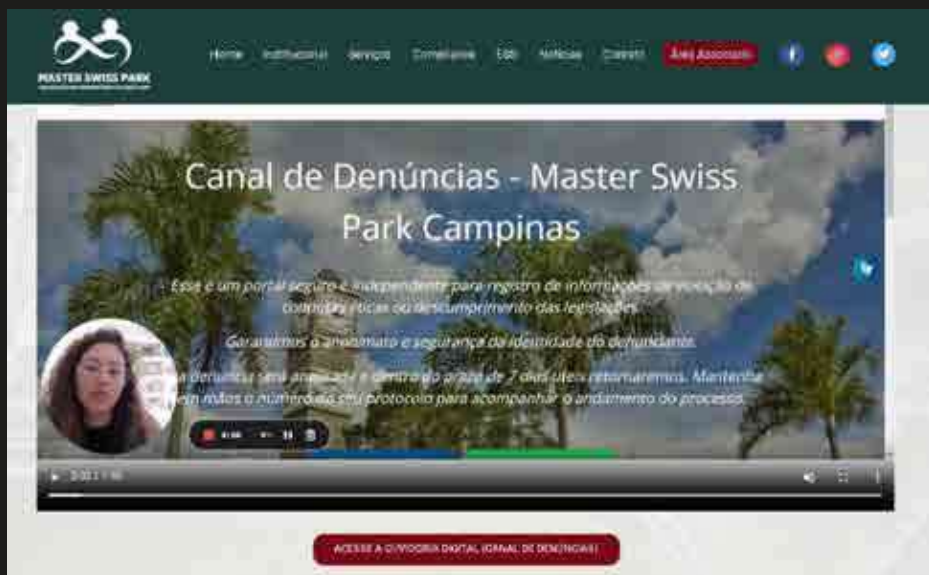 MASTER SWISS PARK
Home Institucional Serviços Compliance ESG Notícias Contato Área Associado
Canal de Denúncias - Master Swiss
Park Campinas
Esse é um portal seguro e independente para registro de informações de violação de
condutas éticas ou descumprimento das legislações.
Garantimos o anonimato e segurança da identidade do denunciante.
denúncia será e dentro do prazo de 7 dias úteis retornaremos. Mantenha
em mãos o número do seu protocolo para acompanhar o andamento do processo.
ACESSE A OUVIDORIA DIGITAL (CANAL DE DENÚNCIAS)